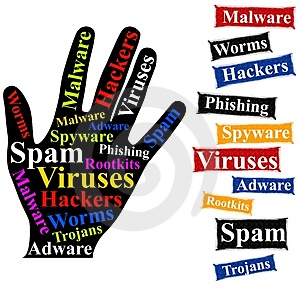 Malware
Hackers
Viruses
Worms
Malware
Adware
Spyware
Spam
Phishing
Spam
Rootkits
Viruses
Malware
Hackers
Worms
Trojans
Adware
Malware
Worms
Hackers
Phishing
Spyware
Viruses
Adware
Rootkits
Spam
Trojans